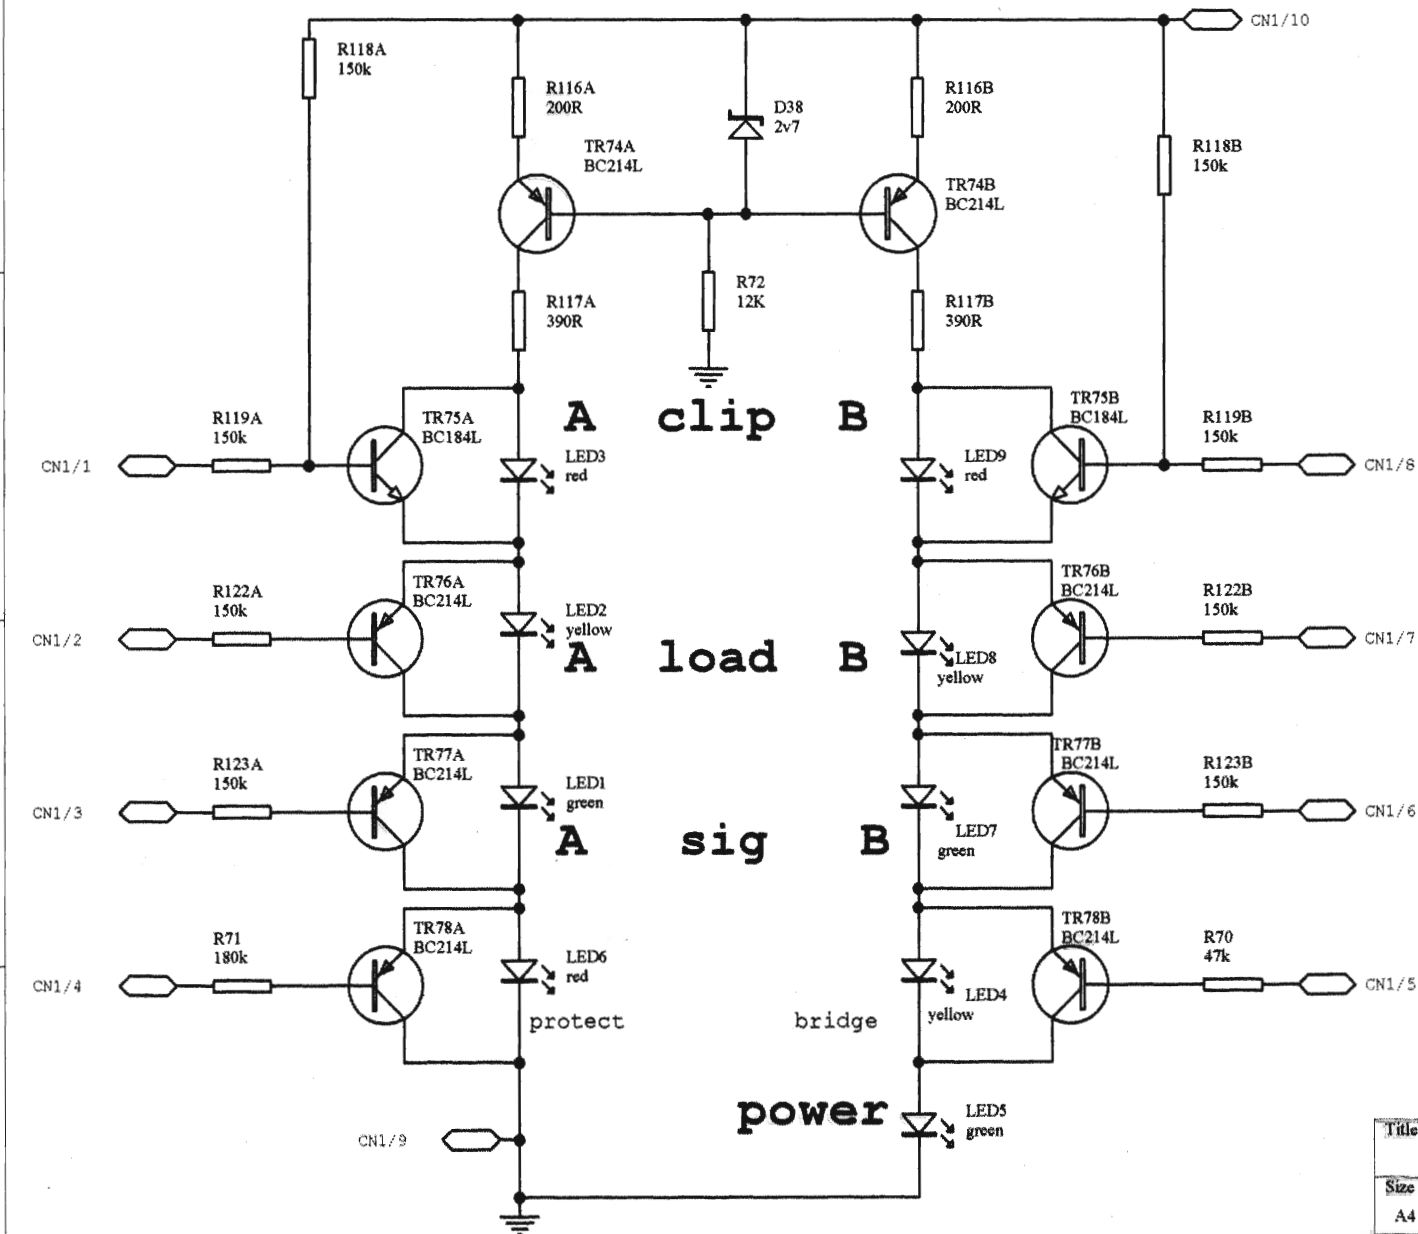 CN1/10
R118A
150k
R116A
200R
D38
2v7
R116B
200R
TR74A
BC214L
R118B
150k
TR74B
BC214L
R72
12K
R117A
390R
R117B
390R
A clip B
R119A
150k
TR75A
BC184L
TR75B
BC184L
R119B
150k
CN1/1
LED3
red
LED9
red
CN1/8
R122A
150k
TR76A
BC214L
LED2
yellow
TR76B
BC214L
R122B
150k
CN1/2
CN1/7
A load B
LED8
yellow
R123A
150k
TR77A
BC214L
LED1
green
TR77B
BC214L
R123B
150k
CN1/3
CN1/6
A sig B
LED7
green
R71
180k
TR78A
BC214L
LED6
red
TR78B
BC214L
R70
47k
CN1/4
CN1/5
LED4
yellow
protect
bridge
power
LED5
green
CN1/9
Title
Size
A4